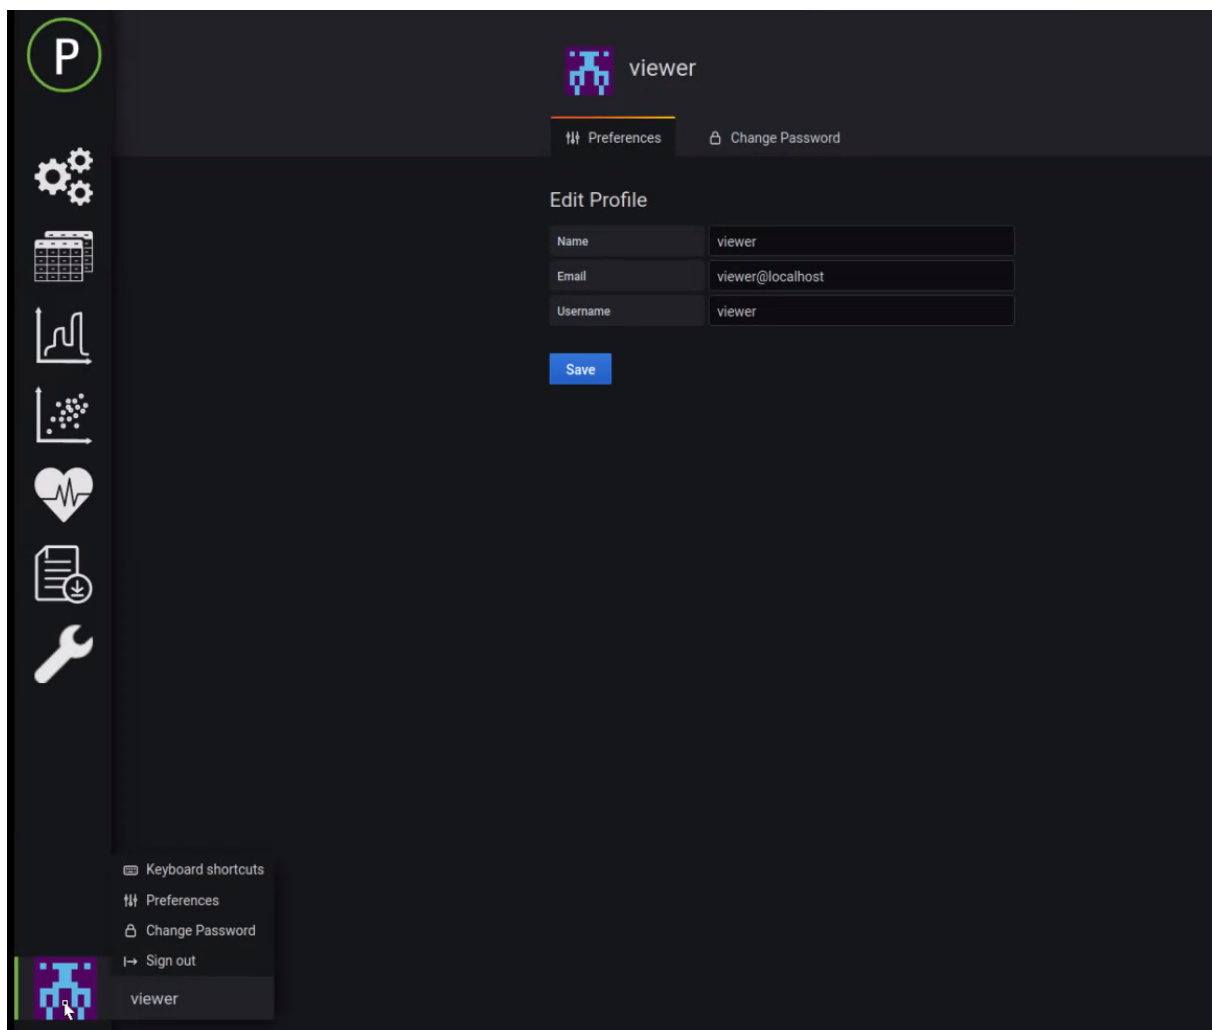 P
viewer
Preferences Change Password
Edit Profile
Name viewer
Email viewer@localhost
Username viewer
Save
Keyboard shortcuts
Preferences
Change Password
Sign out
viewer